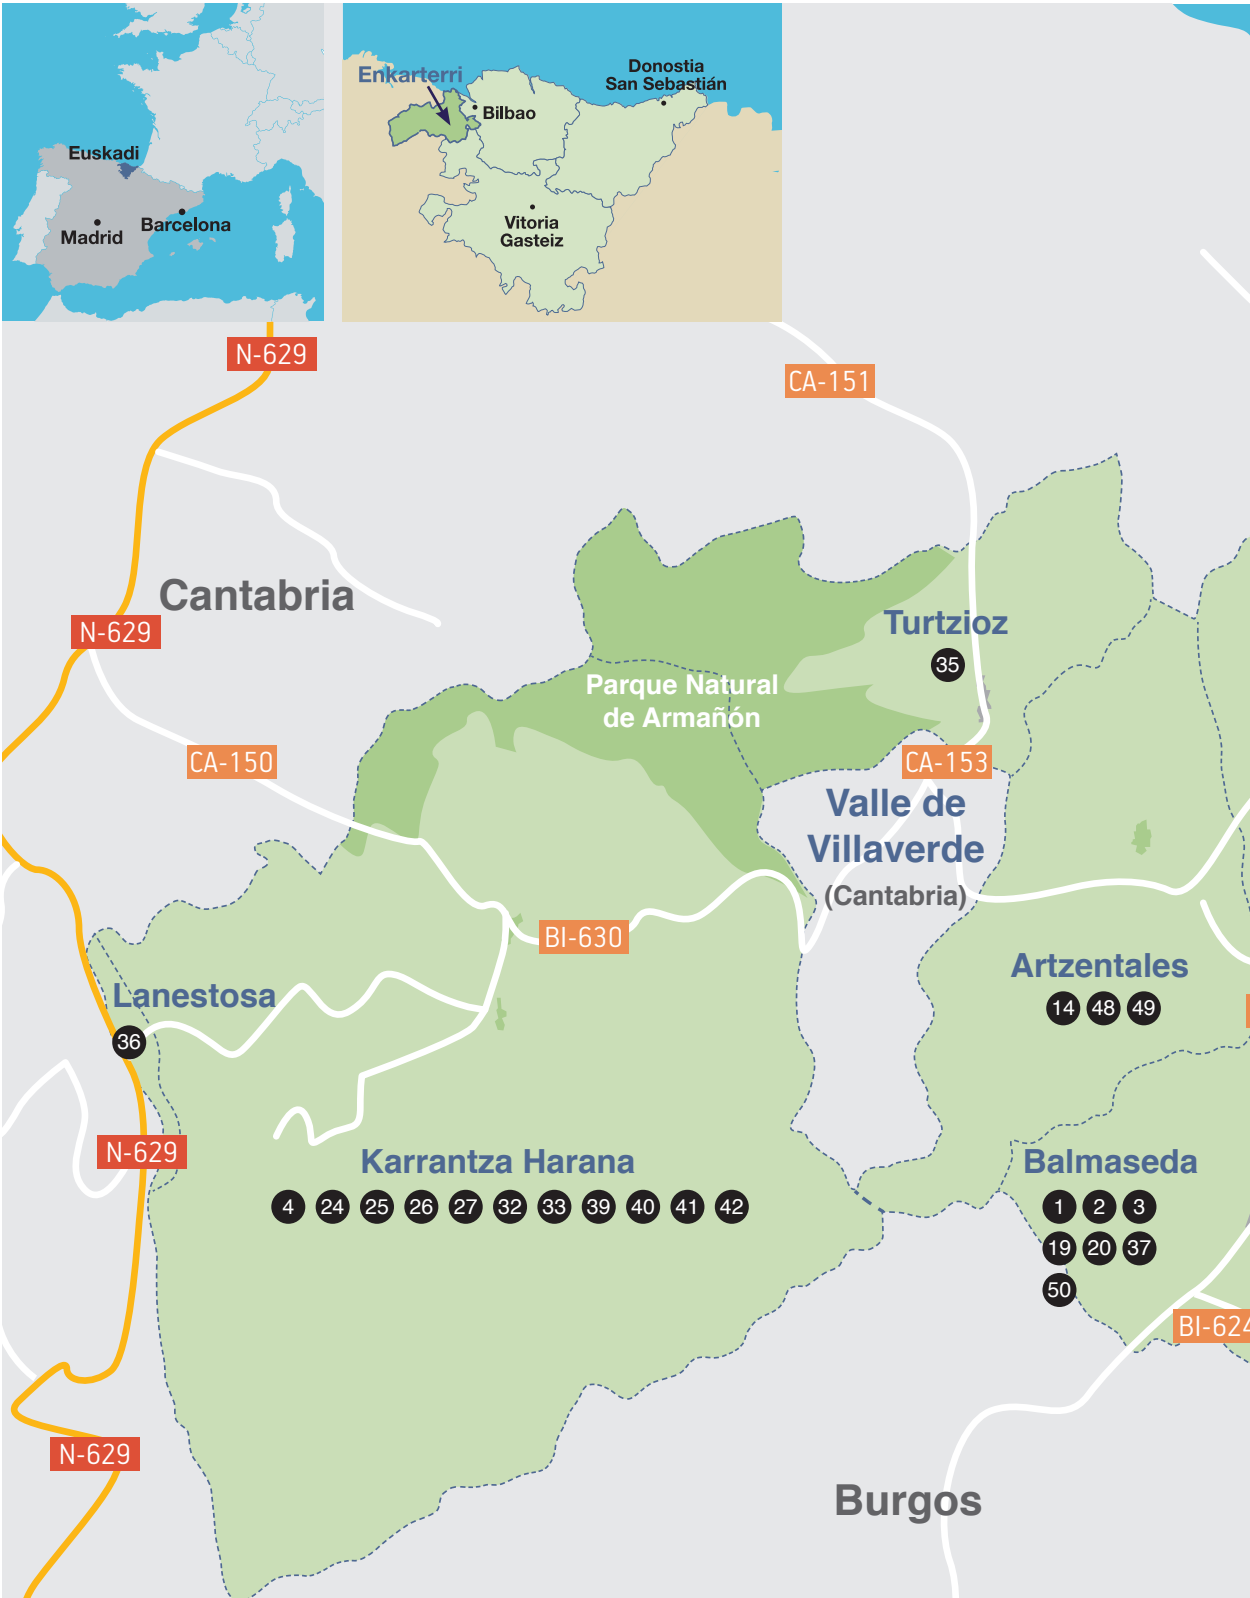 Euskadi
Madrid
Barcelona
Enkarterri
Bilbao
Donostia
San Sebastián
Vitoria
Gasteiz
N-629
CA-151
Cantabria
N-629
Turtzioz
35
Parque Natural
de Armañón
CA-150
CA-153
Valle de
Villaverde
(Cantabria)
BI-630
Lanestosa
36
Artzentales
14 48 49
N-629
Karrantza Harana
4 24 25 26 27 32 33 39 40 41 42
Balmaseda
1 2 3
19 20 37
50
BI-624
N-629
Burgos